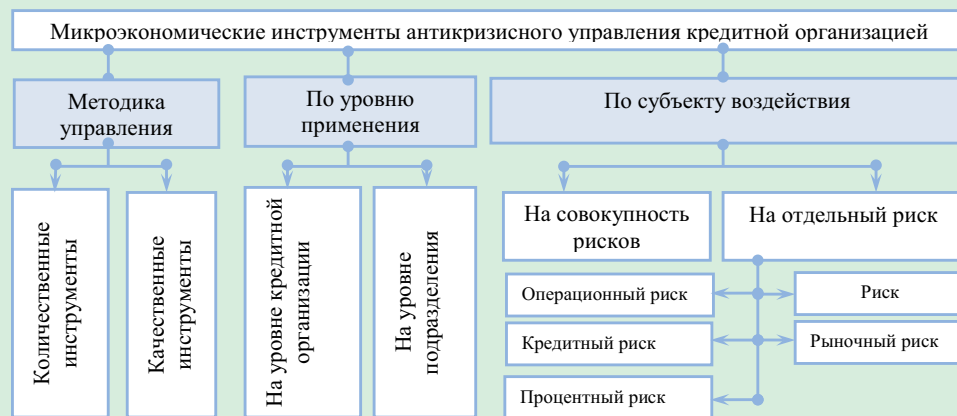 Микроэкономические инструменты антикризисного управления кредитной организацией
Методика
управления
По уровню
применения
По субъекту воздействия
Количественные
инструменты
Качественные
инструменты
На уровне кредитной
организации
На уровне
подразделения
На совокупность
рисков
На отдельный риск
Операционный риск
Риск
Кредитный риск
Рыночный риск
Процентный риск